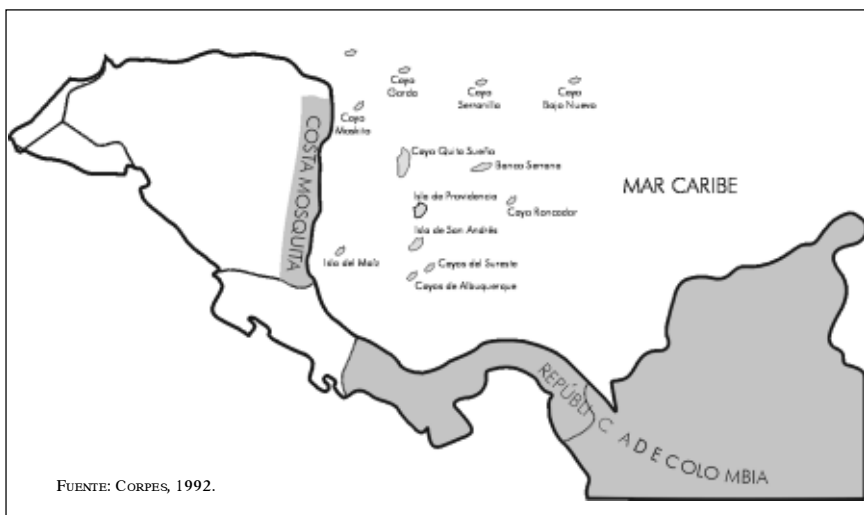 Cayo
Gordo
Cayo
Serranilla
Cayo
Bajo Nuevo
Cayo
Moskito
COSTA MOSQUITA
Cayo Quita Sueño
Banco Serrana
MAR CARIBE
Isla de Providencia
Cayo Roncador
Isla de San Andrés
Isla del Maíz
Cayos del Sureste
Cayos de Albuquerque
REPÚBLICA DE COLOMBIA
FUENTE: CORPES, 1992.